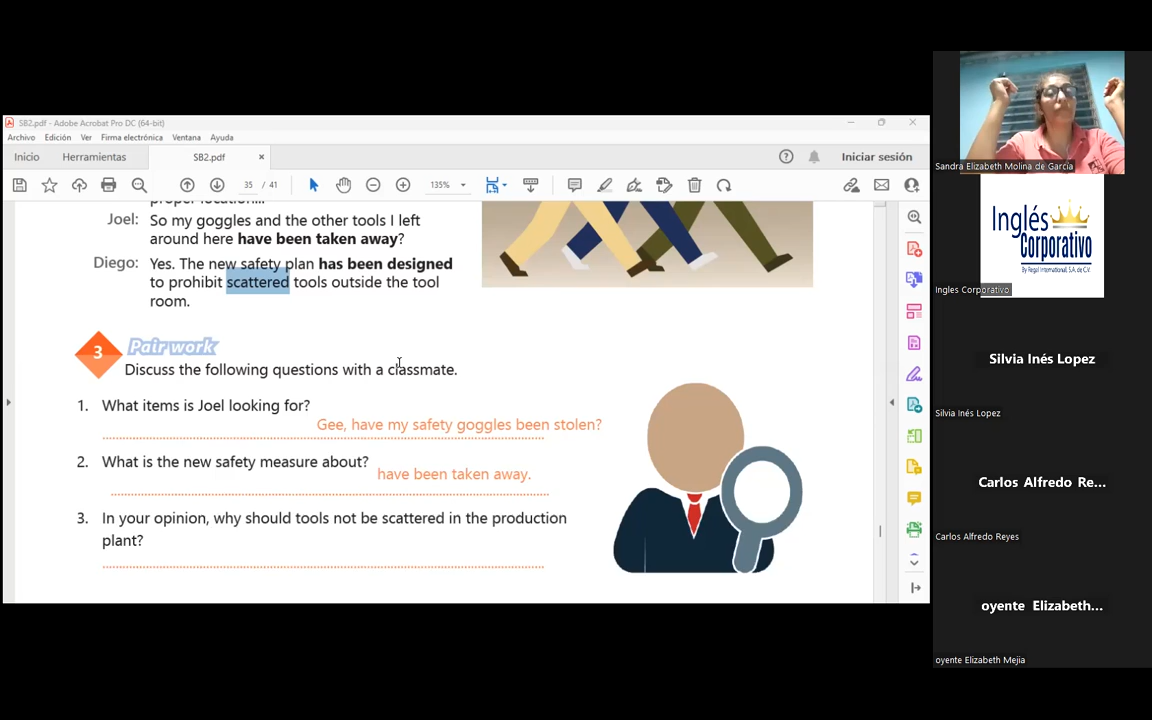 SB2.pdf - Adobe Acrobat Pro DC (64-bit)
Archivo Edición Ver Firma electrónica Ventana Ayuda
Inicio Herramientas SB2.pdf × Iniciar sesión
35 / 41 135%
proper location...
Joel: So my goggles and the other tools I left
around here have been taken away?
Diego: Yes. The new safety plan has been designed
to prohibit scattered tools outside the tool
room.
3 Pair work
Discuss the following questions with a classmate.
1. What items is Joel looking for?
Gee, have my safety goggles been stolen?
2. What is the new safety measure about?
have been taken away.
3. In your opinion, why should tools not be scattered in the production
plant?
Sandra Elizabeth Molina de García
Inglés
Corporativo
By Regal International, S.A. de C.V.
Ingles Corporativo
Silvia Inés Lopez
Silvia Inés Lopez
Carlos Alfredo Re...
Carlos Alfredo Reyes
oyente Elizabeth...
oyente Elizabeth Mejia